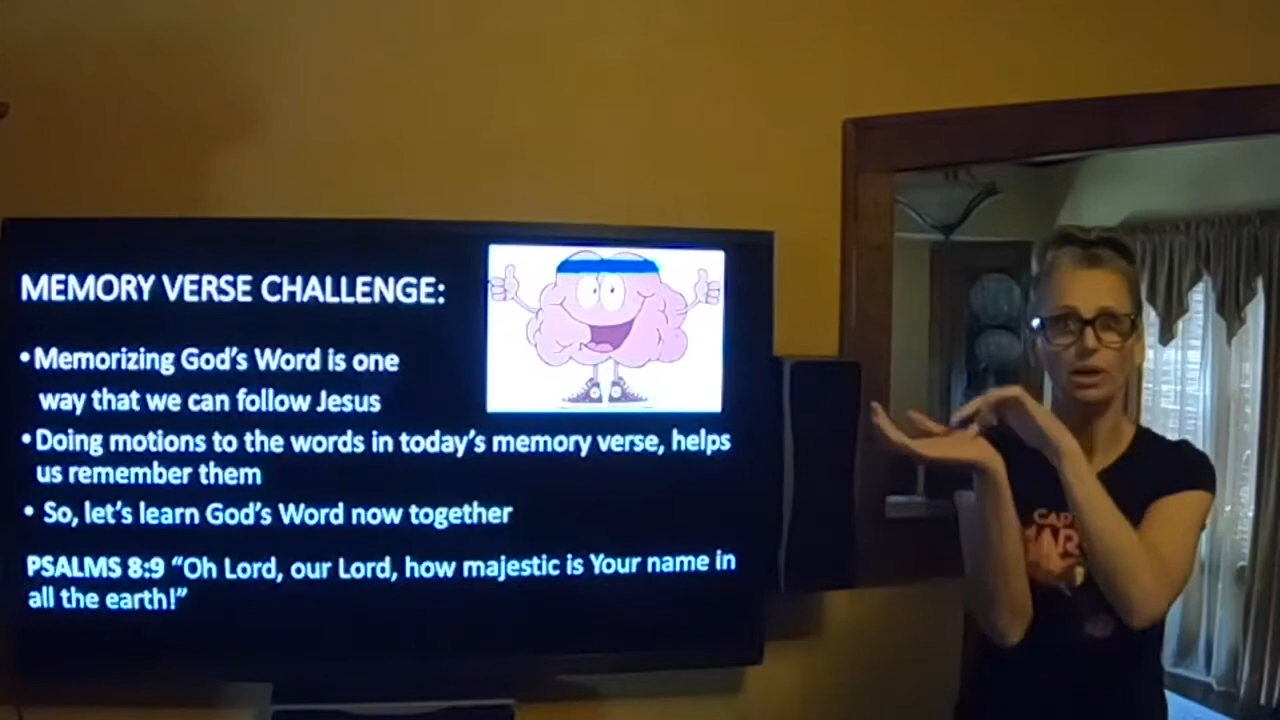 MEMORY VERSE CHALLENGE:
• Memorizing God's Word is one
way that we can follow Jesus
• Doing motions to the words in today's memory verse, helps
us remember them
• So, let's learn God's Word now together
PSALMS 8:9 "Oh Lord, our Lord, how majestic is Your name in
all the earth!"